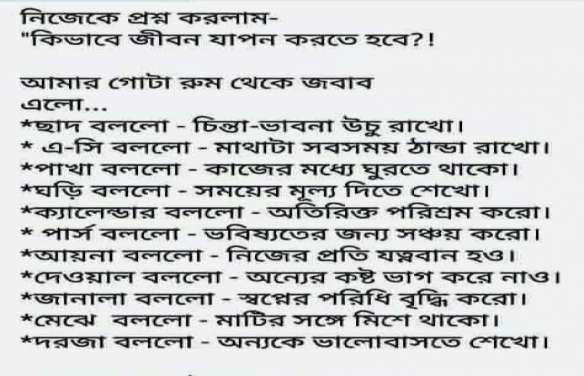 নিজেকে প্রশ্ন করলাম-
"কিভাবে জীবন যাপন করতে হবে?!
আমার গোটা রুম থেকে জবাব
এলো...
*ছাদ বললো - চিন্তা-ভাবনা উচু রাখো।
* এ-সি বললো - মাথাটা সবসময় ঠান্ডা রাখো।
*পাখা বললো - কাজের মধ্যে ঘুরতে থাকো।
*ঘড়ি বললো - সময়ের মূল্য দিতে শেখো।
*ক্যালেন্ডার বললো - অতিরিক্ত পরিশ্রম করো।
* পার্স বললো - ভবিষ্যতের জন্য সঞ্চয় করো।
*আয়না বললো - নিজের প্রতি যত্নবান হও।
*দেওয়াল বললো - অন্যের কষ্ট ভাগ করে নাও।
*জানালা বললো - স্বপ্নের পরিধি বৃদ্ধি করো।
*মেঝে বললো - মাটির সঙ্গে মিশে থাকো।
*দরজা বললো - অন্যকে ভালোবাসতে শেখো।